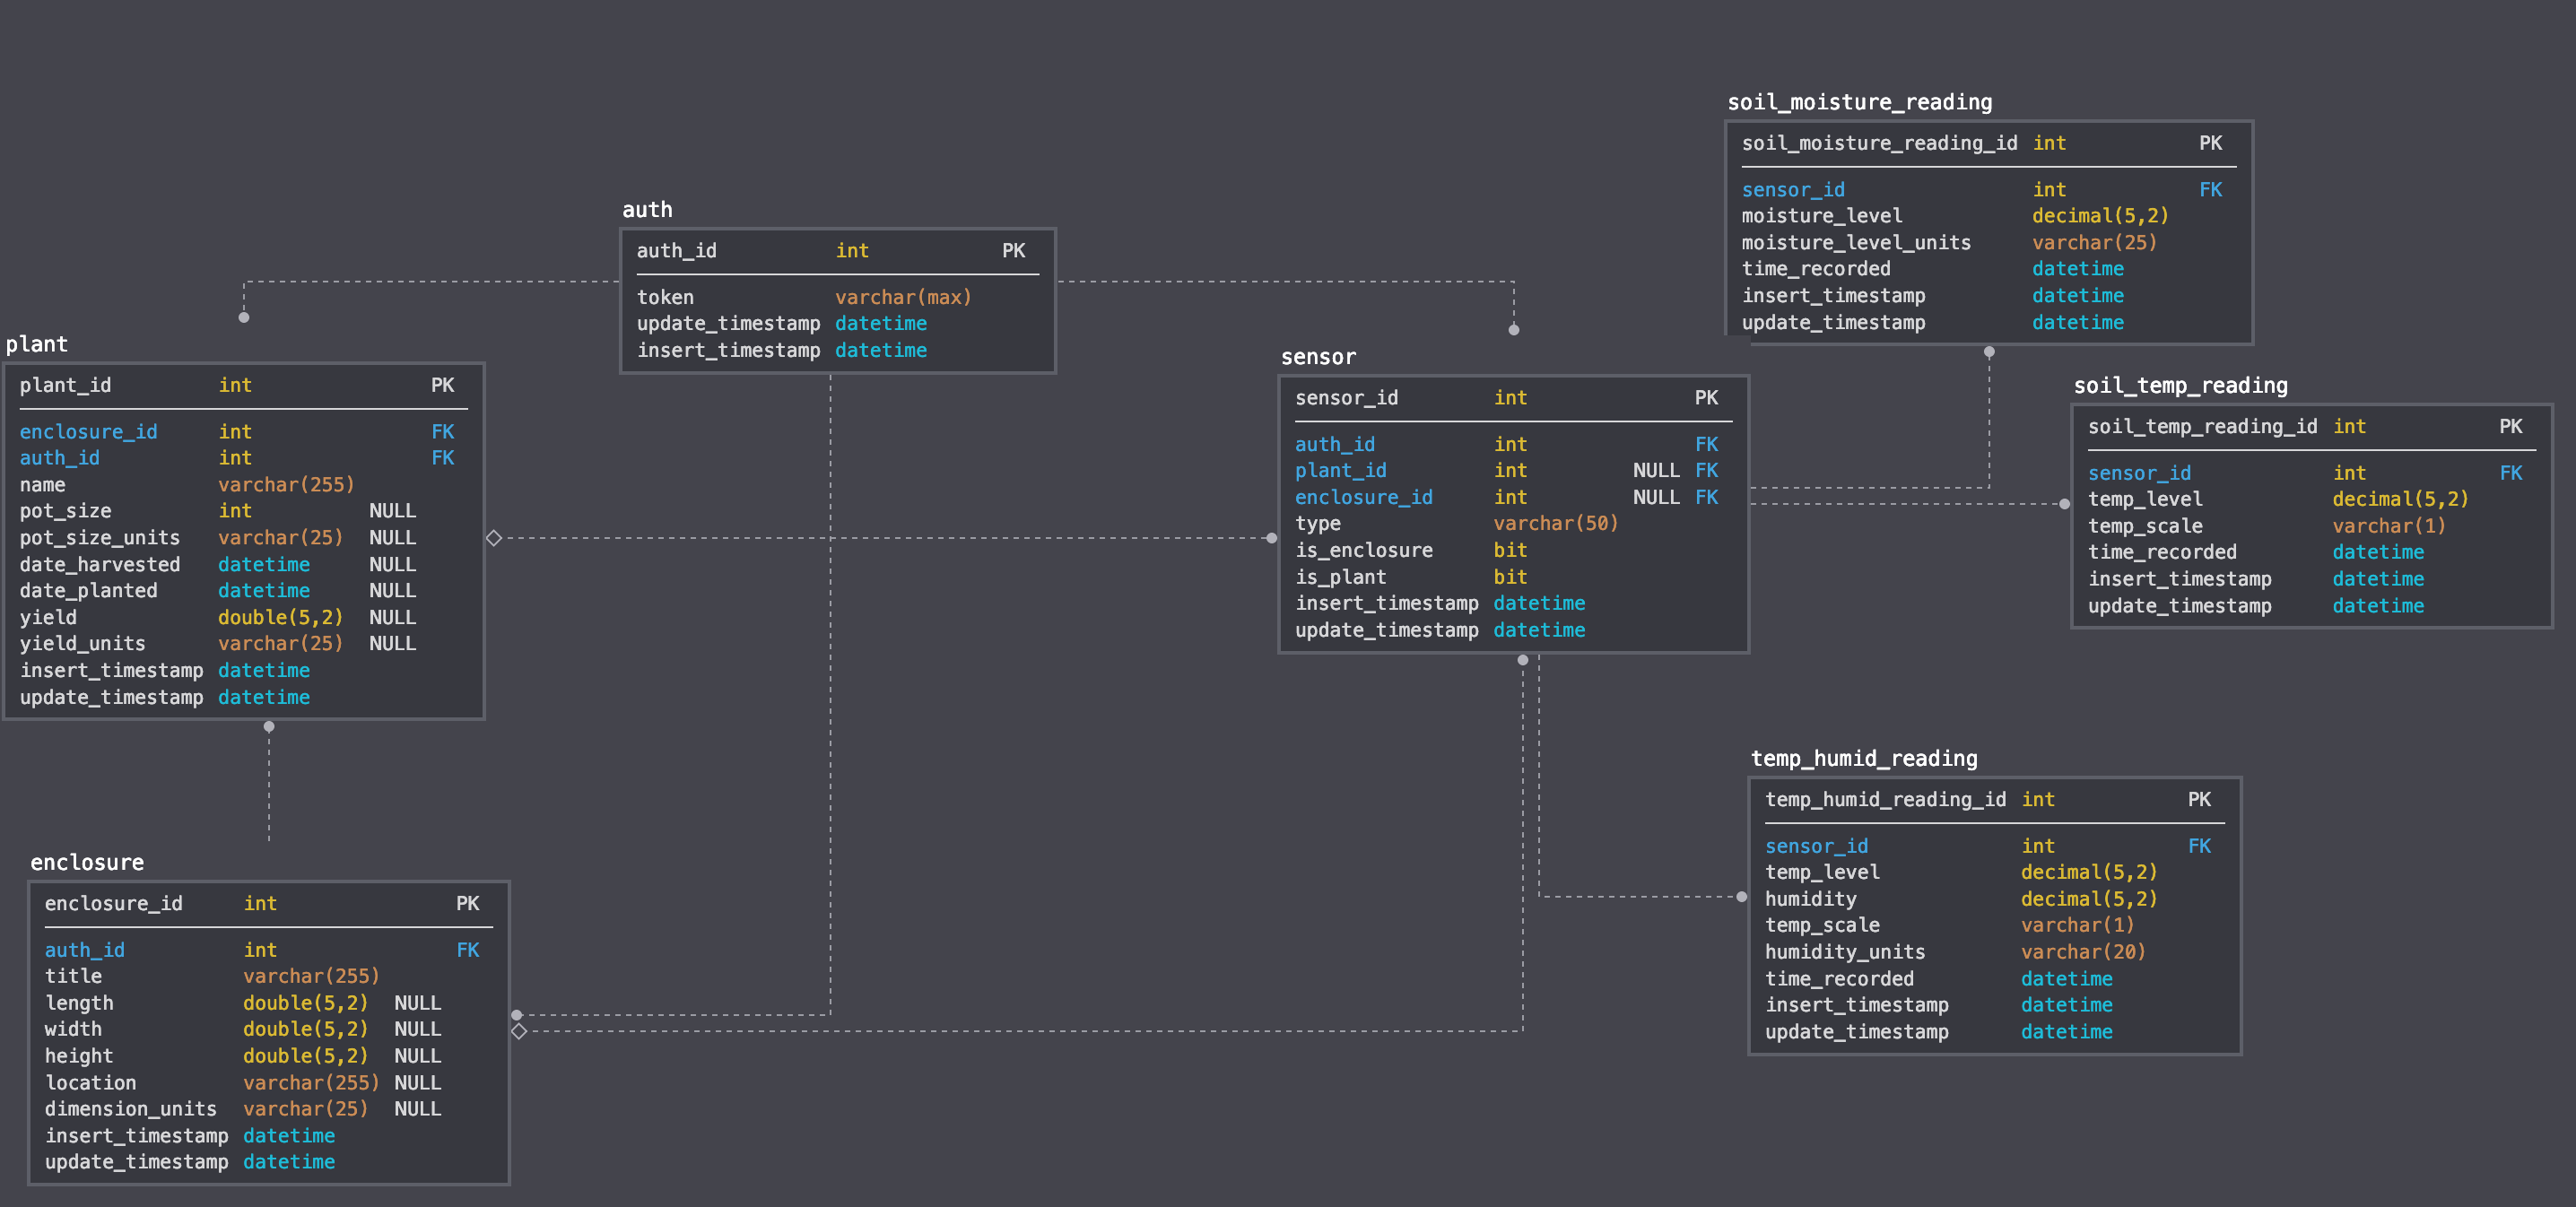 soil_moisture_reading
soil_moisture_reading_id int PK
sensor_id int FK
moisture_level decimal(5,2)
moisture_level_units varchar(25)
time_recorded datetime
insert_timestamp datetime
update_timestamp datetime
auth
auth_id int PK
token varchar(max)
update_timestamp datetime
insert_timestamp datetime
plant
plant_id int PK
enclosure_id int FK
auth_id int FK
name varchar(255)
pot_size int NULL
pot_size_units varchar(25) NULL
date_harvested datetime NULL
date_planted datetime NULL
yield double(5,2) NULL
yield_units varchar(25) NULL
insert_timestamp datetime
update_timestamp datetime
sensor
sensor_id int PK
auth_id int FK
plant_id int NULL FK
enclosure_id int NULL FK
type varchar(50)
is_enclosure bit
is_plant bit
insert_timestamp datetime
update_timestamp datetime
soil_temp_reading
soil_temp_reading_id int PK
sensor_id int FK
temp_level decimal(5,2)
temp_scale varchar(1)
time_recorded datetime
insert_timestamp datetime
update_timestamp datetime
temp_humid_reading
temp_humid_reading_id int PK
sensor_id int FK
temp_level decimal(5,2)
humidity decimal(5,2)
temp_scale varchar(1)
humidity_units varchar(20)
time_recorded datetime
insert_timestamp datetime
update_timestamp datetime
enclosure
enclosure_id int PK
auth_id int FK
title varchar(255)
length double(5,2) NULL
width double(5,2) NULL
height double(5,2) NULL
location varchar(255) NULL
dimension_units varchar(25) NULL
insert_timestamp datetime
update_timestamp datetime